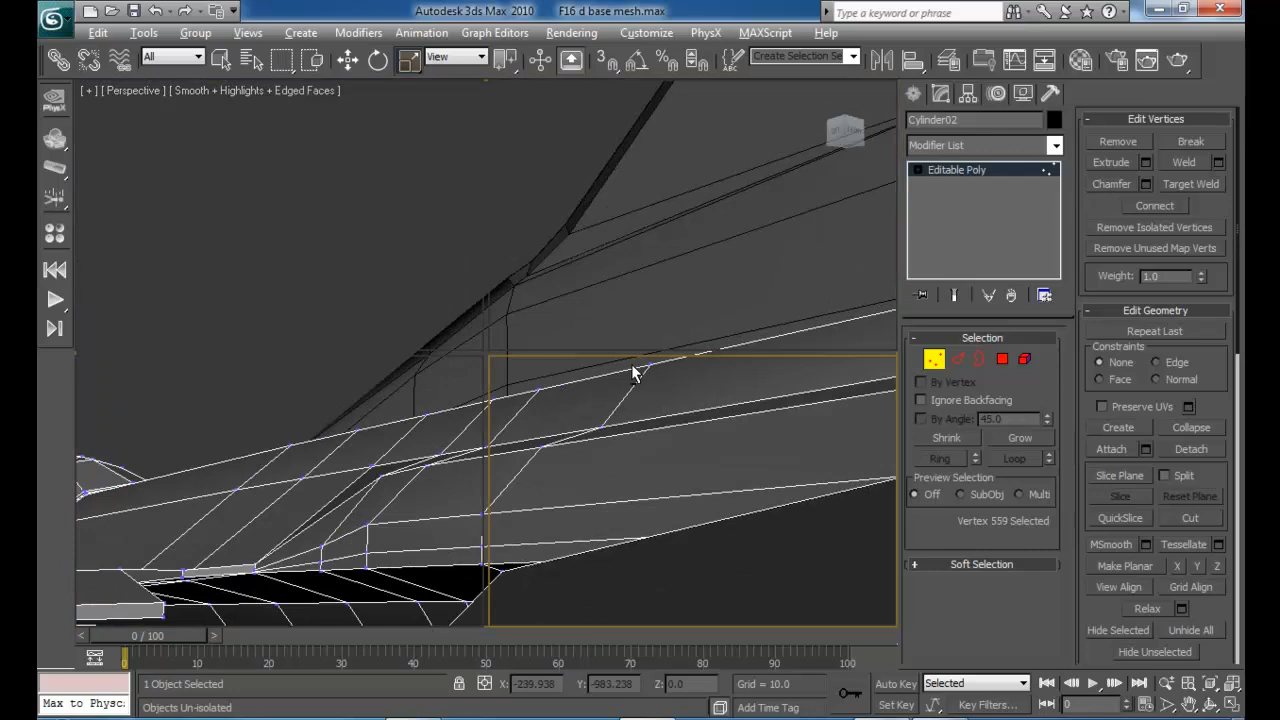 Autodesk 3ds Max 2010 F16 d base mesh.max
Type a keyword or phrase
Edit Tools Group Views Create Modifiers Animation Graph Editors Rendering Customize PhysX MAXScript Help
All View Create Selection Se
[ + ] [ Perspective ] [ Smooth + Highlights + Edged Faces ]
PhysX
Cylinder02
Modifier List
Editable Poly
Selection
By Vertex
Ignore Backfacing
By Angle: 45.0
Shrink Grow
Ring Loop
Preview Selection
Off SubObj Multi
Vertex 559 Selected
Soft Selection
Edit Vertices
Remove Break
Extrude Weld
Chamfer Target Weld
Connect
Remove Isolated Vertices
Remove Unused Map Verts
Weight: 1.0
Edit Geometry
Repeat Last
Constraints
None Edge
Face Normal
Preserve UVs
Create Collapse
Attach Detach
Slice Plane Split
Slice Reset Plane
QuickSlice Cut
MSmooth Tessellate
Make Planar X Y Z
View Align Grid Align
Relax
Hide Selected Unhide All
Hide Unselected
0 / 100
0 10 20 30 40 50 60 70 80 90 100
1 Object Selected X: -239.938 Y: -983.238 Z: 0.0 Grid = 10.0 Auto Key Selected
Max to Physc Objects Un-isolated Add Time Tag Set Key Key Filters... 0